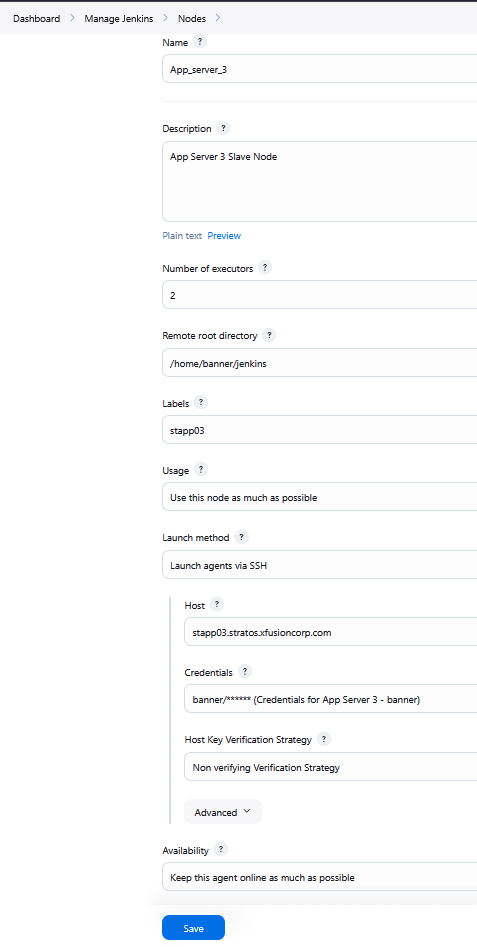 Dashboard > Manage Jenkins > Nodes >
Name ?
App_server_3
Description ?
App Server 3 Slave Node
Plain text Preview
Number of executors ?
2
Remote root directory ?
/home/banner/jenkins
Labels ?
stapp03
Usage ?
Use this node as much as possible
Launch method ?
Launch agents via SSH
Host ?
stapp03.stratos.xfusioncorp.com
Credentials ?
banner/****** (Credentials for App Server 3 - banner)
Host Key Verification Strategy ?
Non verifying Verification Strategy
Advanced
Availability ?
Keep this agent online as much as possible
Save